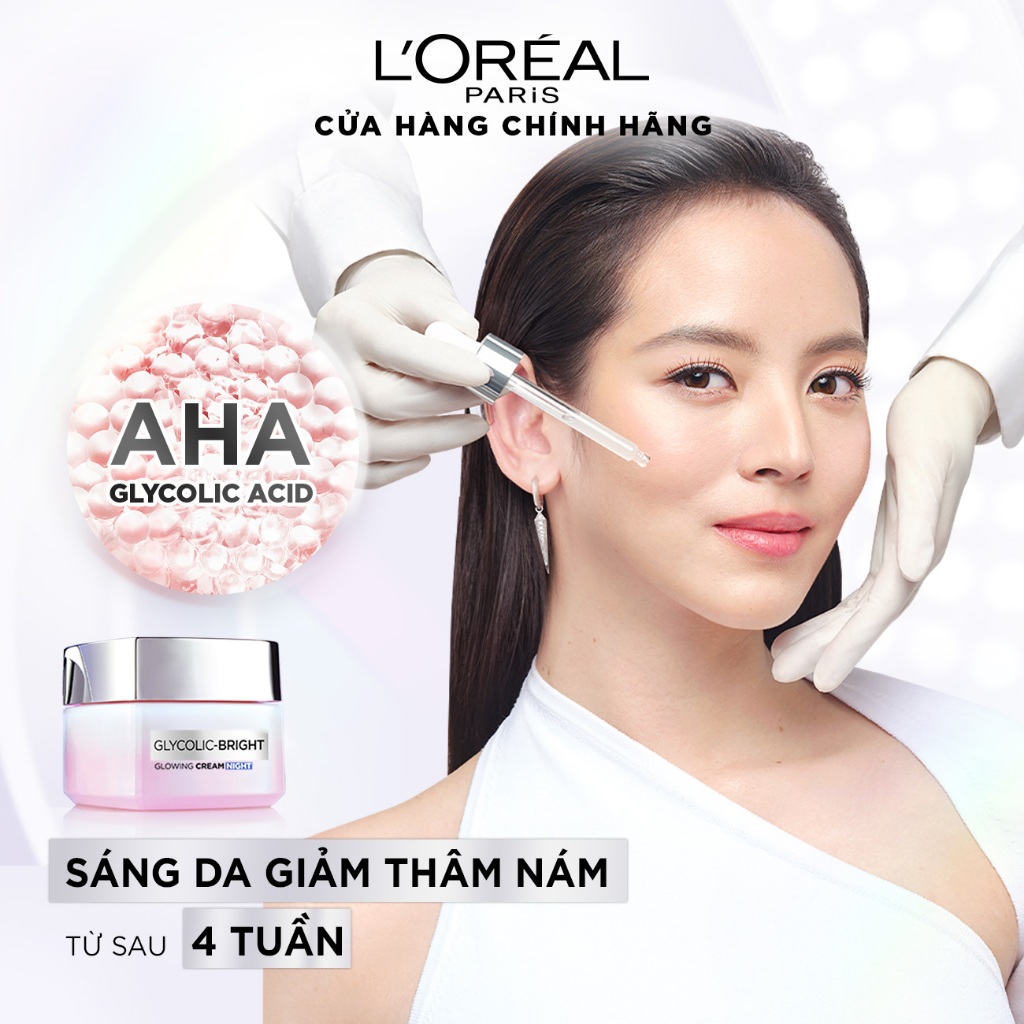 L'ORÉAL
PARiS
CỬA HÀNG CHÍNH HÃNG
AHA
GLYCOLIC ACID
GLYCOLIC-BRIGHT
GLOWING CREAM NIGHT
SÁNG DA GIẢM THÂM NÁM
TỪ SAU 4 TUẦN